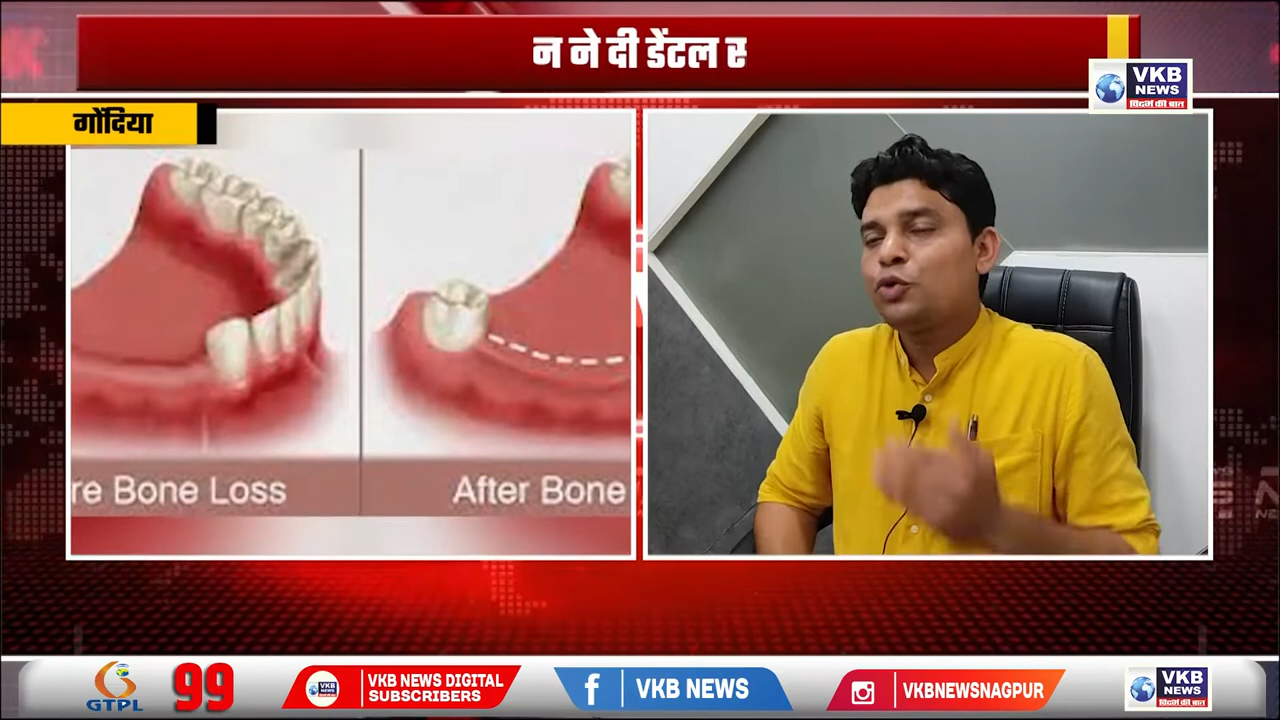 न ने दी डेंटल स
VKB
NEWS
विदर्भ की बात
गोंदिया
re Bone Loss
After Bone
GTPL
99
VKB NEWS DIGITAL
SUBSCRIBERS
VKB NEWS
VKBNEWSNAGPUR
VKB
NEWS
विदर्भ की बात